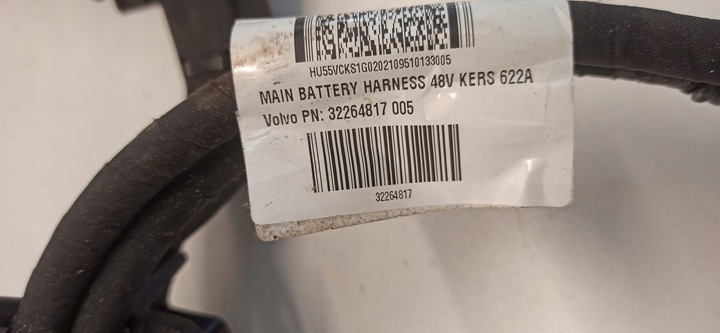 HU55VCKS1G0202109510133005
MAIN BATTERY HARNESS 48V KERS 622A
Volvo PN: 32264817 005
32264817